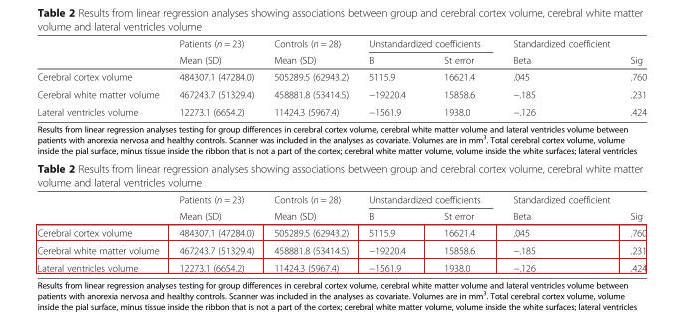 Table 2 Results from linear regression analyses showing associations between group and cerebral cortex volume, cerebral white matter
volume and lateral ventricles volume
Patients (n = 23) Controls (n = 28) Unstandardized coefficients Standardized coefficient
Mean (SD) Mean (SD) B St error Beta Sig
Cerebral cortex volume 484307.1 (47284.0) 505289.5 (62943.2) 5115.9 16621.4 .045 .760
Cerebral white matter volume 467243.7 (51329.4) 458881.8 (53414.5) −19220.4 15858.6 −.185 .231
Lateral ventricles volume 12273.1 (6654.2) 11424.3 (5967.4) −1561.9 1938.0 −.126 .424
Results from linear regression analyses testing for group differences in cerebral cortex volume, cerebral white matter volume and lateral ventricles volume between
patients with anorexia nervosa and healthy controls. Scanner was included in the analyses as covariate. Volumes are in mm³. Total cerebral cortex volume, volume
inside the pial surface, minus tissue inside the ribbon that is not a part of the cortex; cerebral white matter volume, volume inside the white surfaces; lateral ventricles
Table 2 Results from linear regression analyses showing associations between group and cerebral cortex volume, cerebral white matter
volume and lateral ventricles volume
Patients (n = 23) Controls (n = 28) Unstandardized coefficients Standardized coefficient
Mean (SD) Mean (SD) B St error Beta Sig
Cerebral cortex volume 484307.1 (47284.0) 505289.5 (62943.2) 5115.9 16621.4 .045 .760
Cerebral white matter volume 467243.7 (51329.4) 458881.8 (53414.5) −19220.4 15858.6 −.185 .231
Lateral ventricles volume 12273.1 (6654.2) 11424.3 (5967.4) −1561.9 1938.0 −.126 .424
Results from linear regression analyses testing for group differences in cerebral cortex volume, cerebral white matter volume and lateral ventricles volume between
patients with anorexia nervosa and healthy controls. Scanner was included in the analyses as covariate. Volumes are in mm³. Total cerebral cortex volume, volume
inside the pial surface, minus tissue inside the ribbon that is not a part of the cortex; cerebral white matter volume, volume inside the white surfaces; lateral ventricles